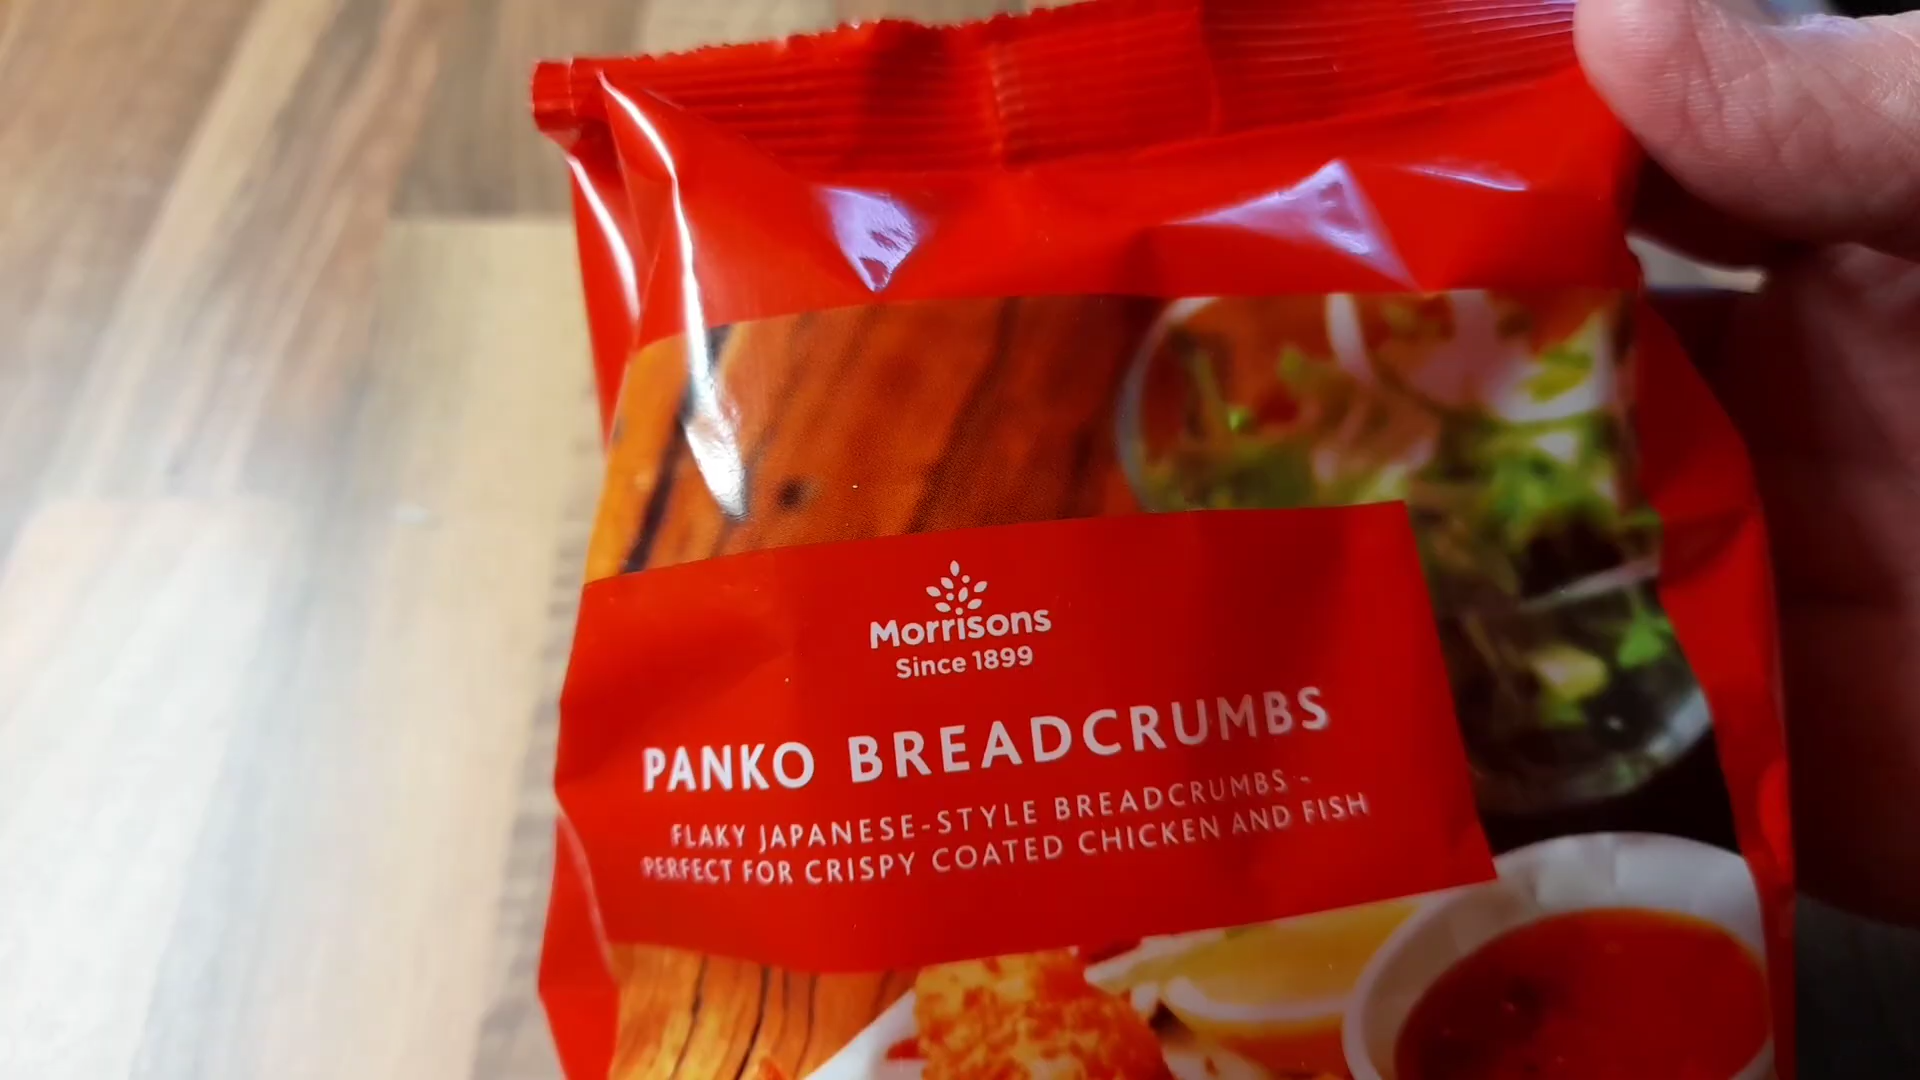 Morrisons
Since 1899
PANKO BREADCRUMBS
FLAKY JAPANESE-STYLE BREADCRUMBS -
PERFECT FOR CRISPY COATED CHICKEN AND FISH